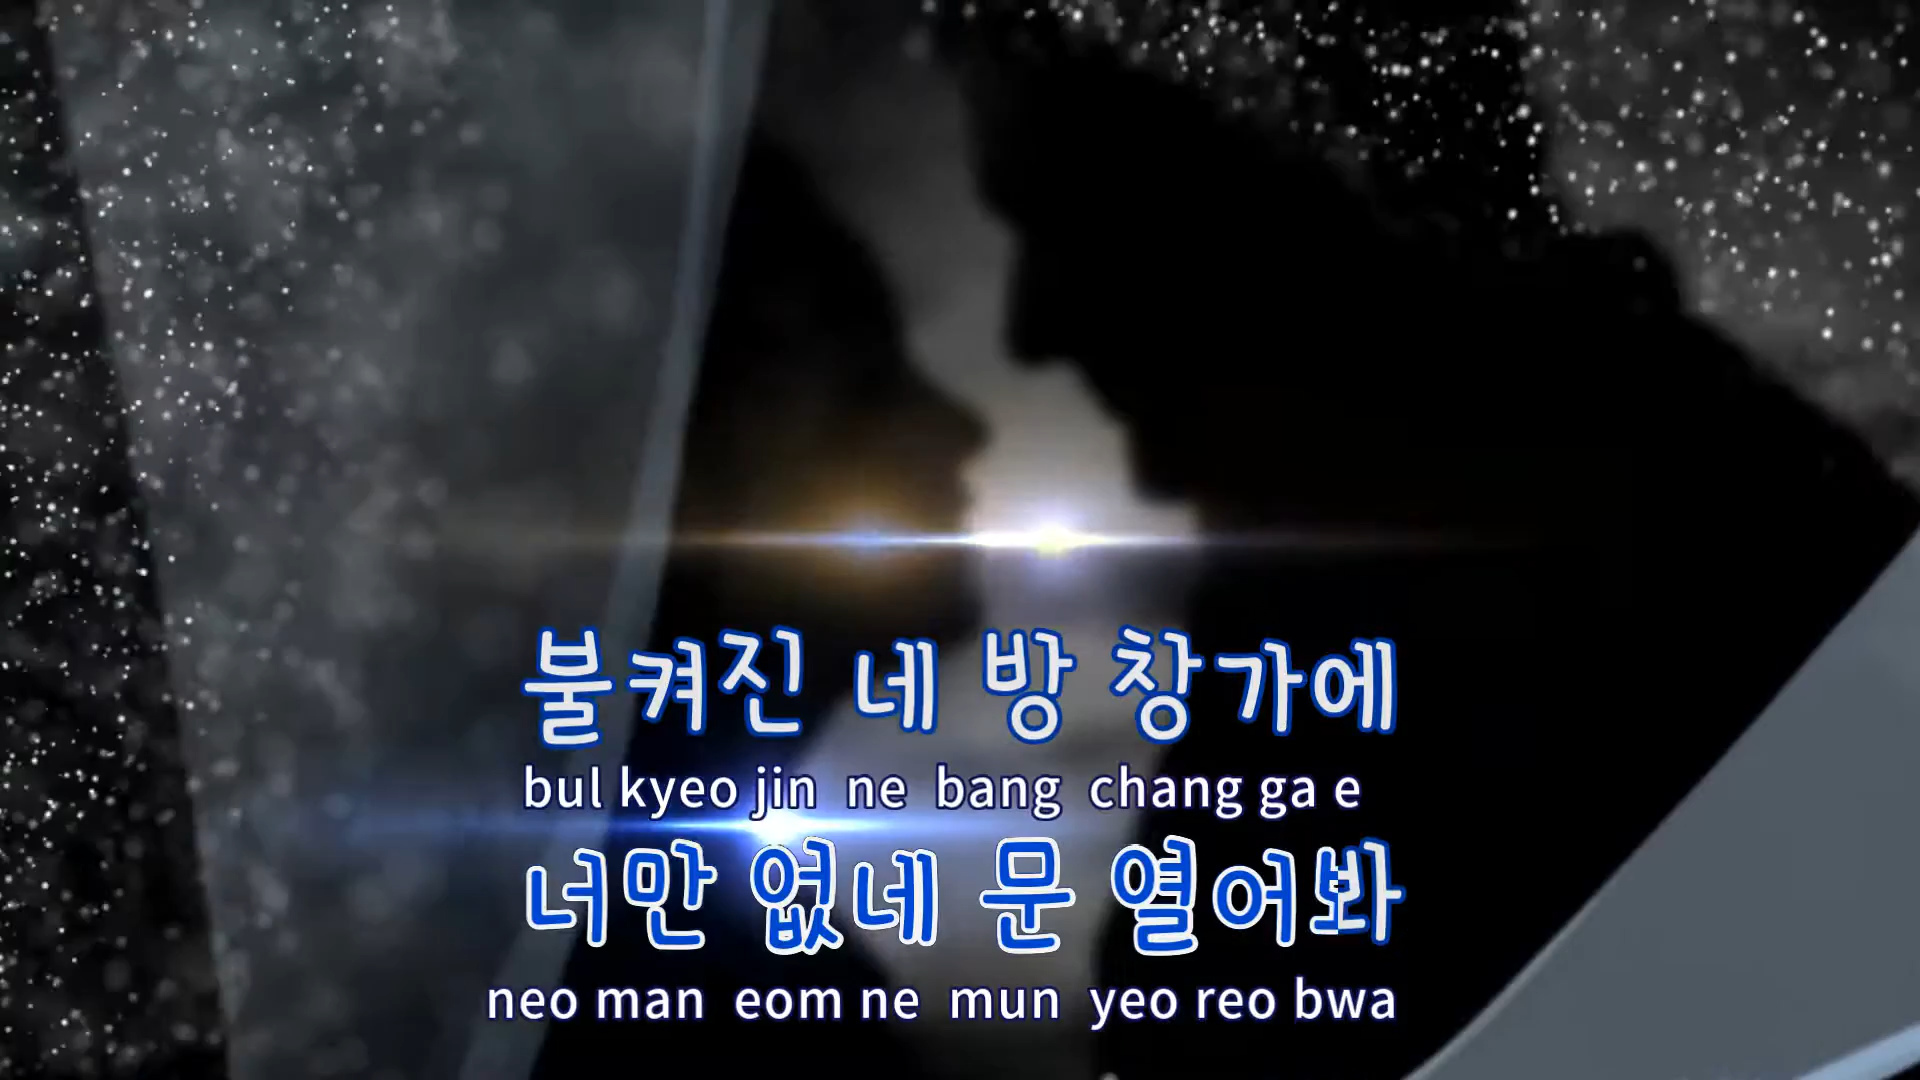 불켜진 네 방 창가에
bul kyeo jin ne bang chang ga e
너만 없네 문 열어봐
neo man eom ne mun yeo reo bwa